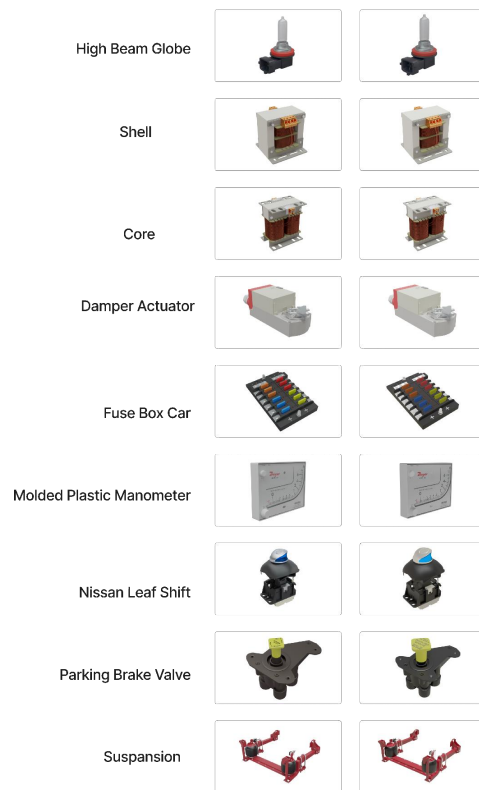 High Beam Globe
Shell
Core
Damper Actuator
Fuse Box Car
Molded Plastic Manometer
Nissan Leaf Shift
Parking Brake Valve
Suspansion